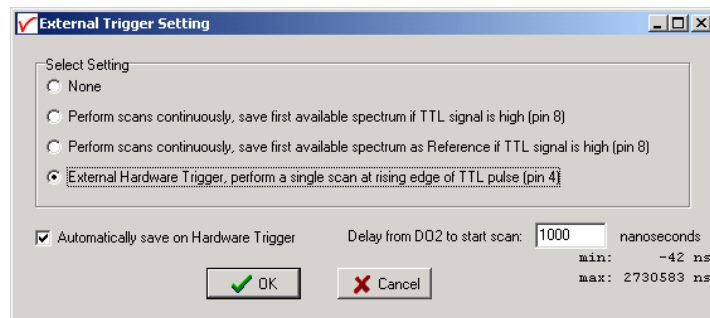 External Trigger Setting
Select Setting
None
Perform scans continuously, save first available spectrum if TTL signal is high (pin 8)
Perform scans continuously, save first available spectrum as Reference if TTL signal is high (pin 8)
External Hardware Trigger, perform a single scan at rising edge of TTL pulse (pin 4)
Automatically save on Hardware Trigger
Delay from DO2 to start scan: 1000 nanoseconds
min: -42 ns
max: 2730583 ns
OK
Cancel